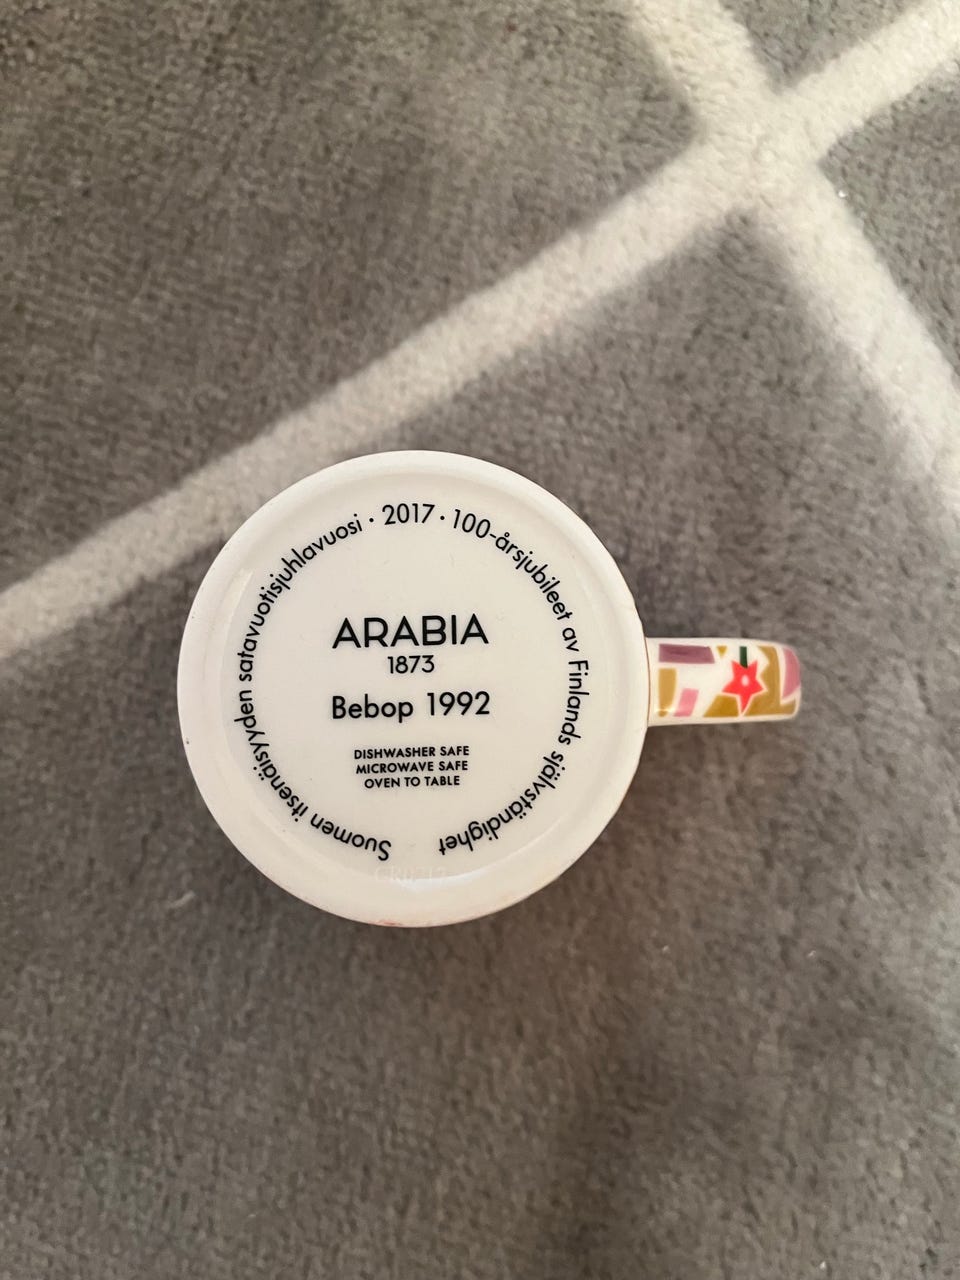 Suomen itsenäisyyden satavuotisjuhlavuosi · 2017 · 100-årsjubileet av Finlands självständighet
ARABIA
1873
Bebop 1992
DISHWASHER SAFE
MICROWAVE SAFE
OVEN TO TABLE